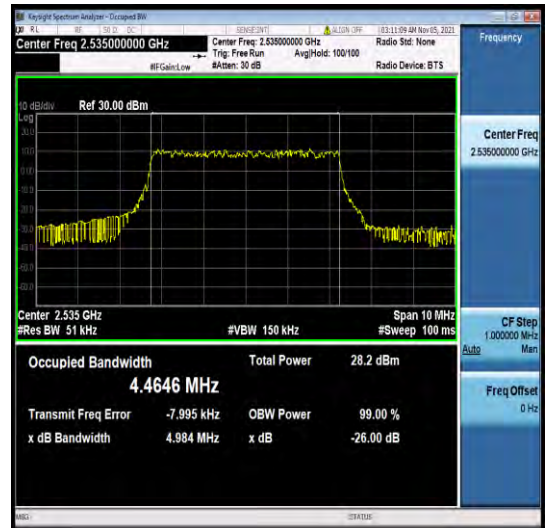 Keysight Spectrum Analyzer - Occupied BW
RL RF 50 Ω DC SENSE:INT ALIGN OFF 03:11:09 AM Nov 05, 2021
Center Freq 2.535000000 GHz
Center Freq: 2.535000000 GHz
Radio Std: None
Trig: Free Run Avg|Hold: 100/100
#IFGain:Low #Atten: 30 dB Radio Device: BTS
Frequency
10 dB/div Ref 30.00 dBm
Log
Center Freq
2.535000000 GHz
Center 2.535 GHz Span 10 MHz
#Res BW 51 kHz #VBW 150 kHz #Sweep 100 ms
CF Step
1.000000 MHz
Auto Man
Occupied Bandwidth Total Power 28.2 dBm
4.4646 MHz
Transmit Freq Error -7.995 kHz OBW Power 99.00 %
x dB Bandwidth 4.984 MHz x dB -26.00 dB
Freq Offset
0 Hz
MSG STATUS